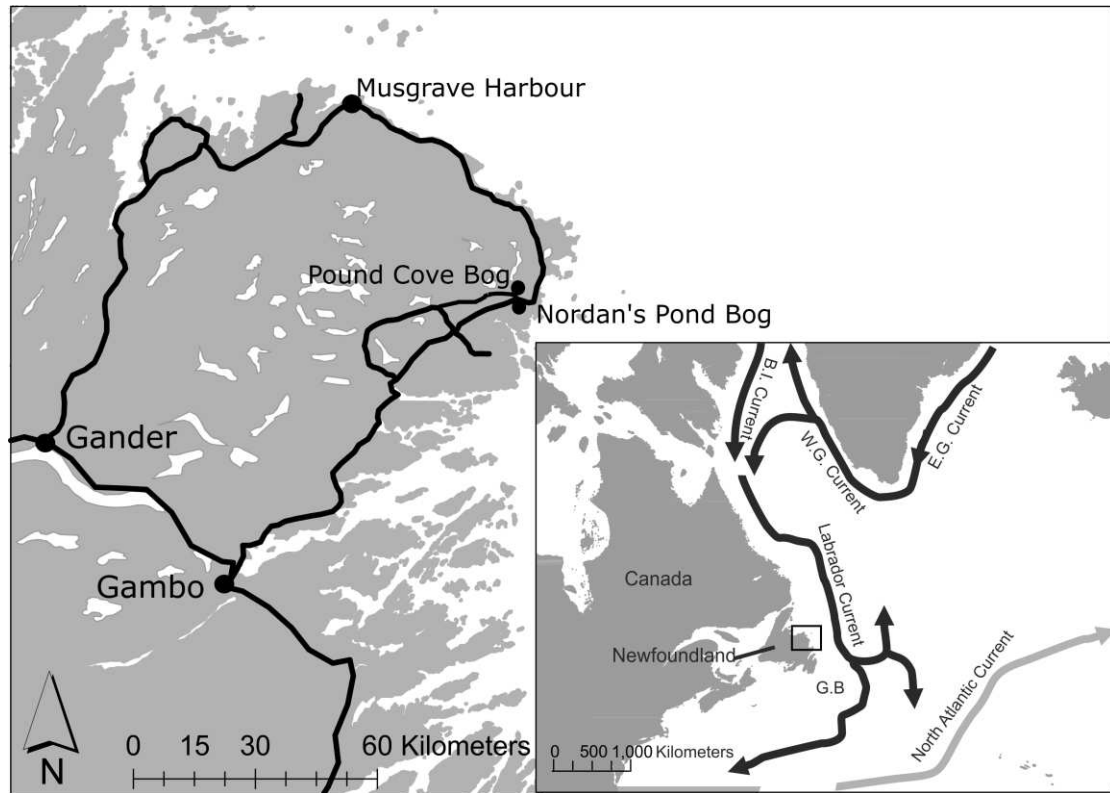 Musgrave Harbour
Pound Cove Bog
Nordan's Pond Bog
Gander
Gambo
N
0 15 30 60 Kilometers
B.I. Current
W.G. Current
E.G. Current
Labrador Current
Canada
Newfoundland
G.B
North Atlantic Current
0 500 1,000 Kilometers